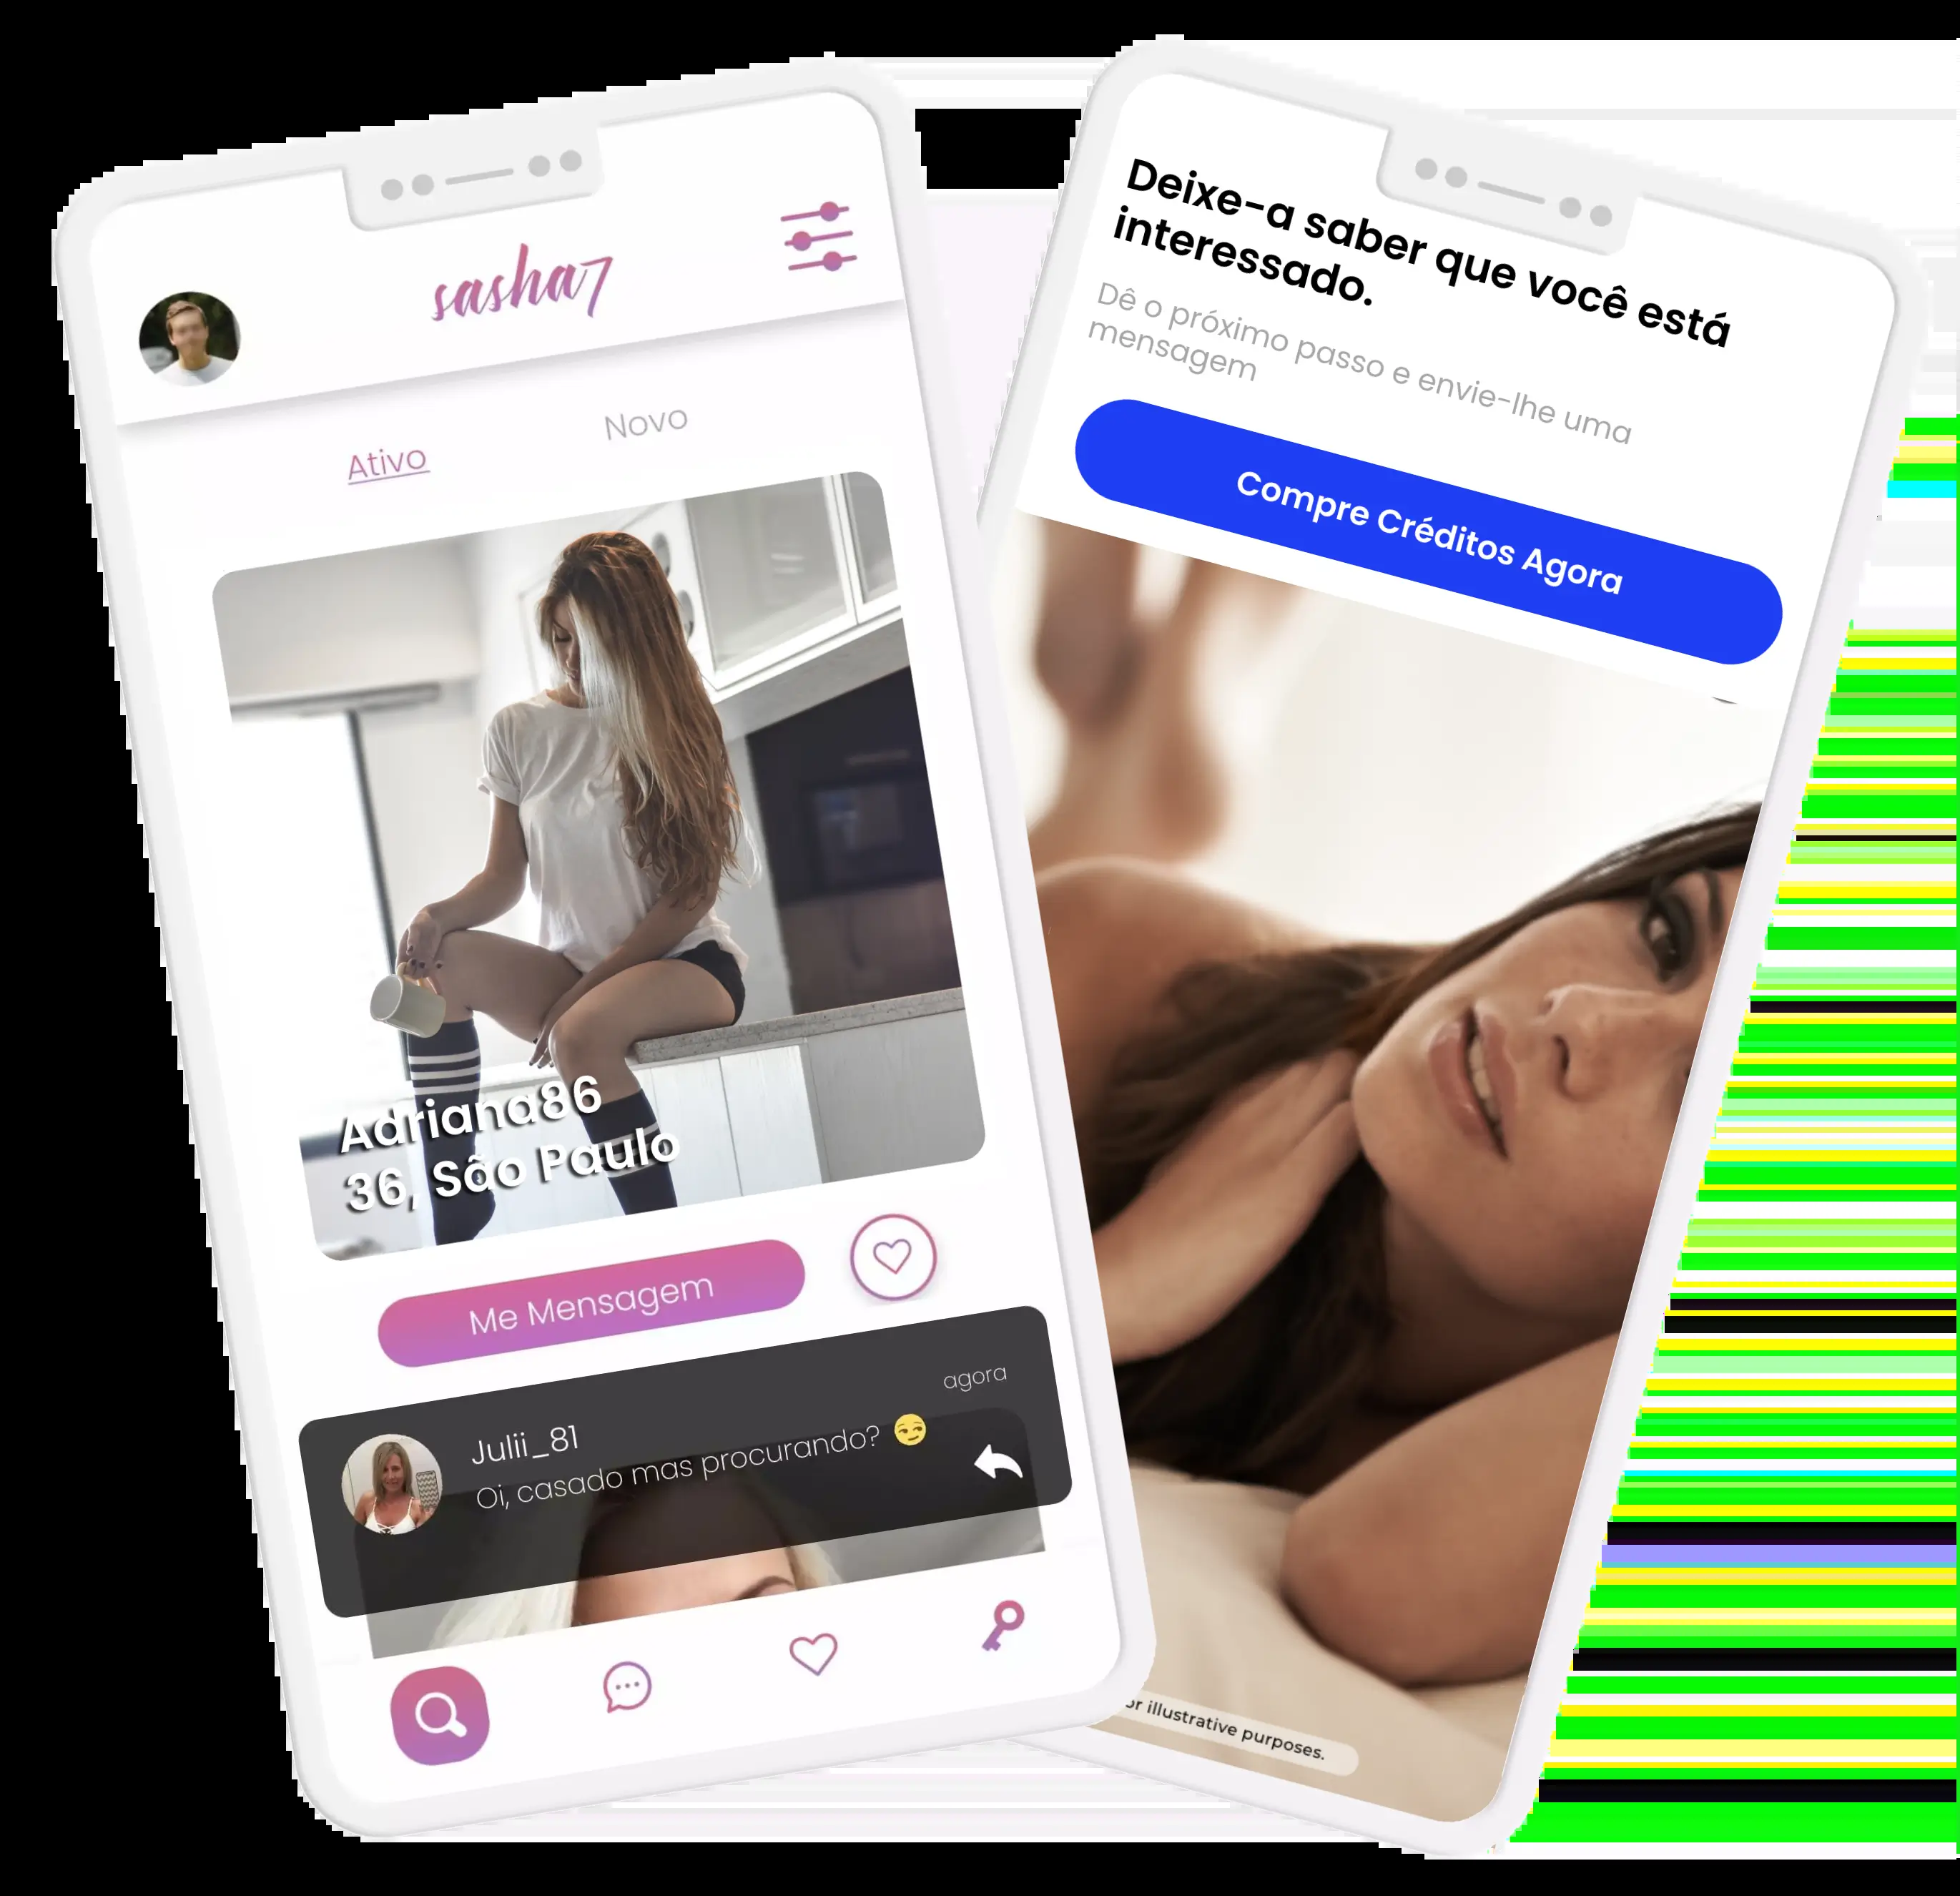 sasha7
Ativo
Novo
Adriana86
36, São Paulo
Me Mensagem
agora
Julii_81
Oi, casado mas procurando? 😏
Deixe-a saber que você está
interessado.
Dê o próximo passo e envie-lhe uma
mensagem
Compre Créditos Agora
illustrative purposes.